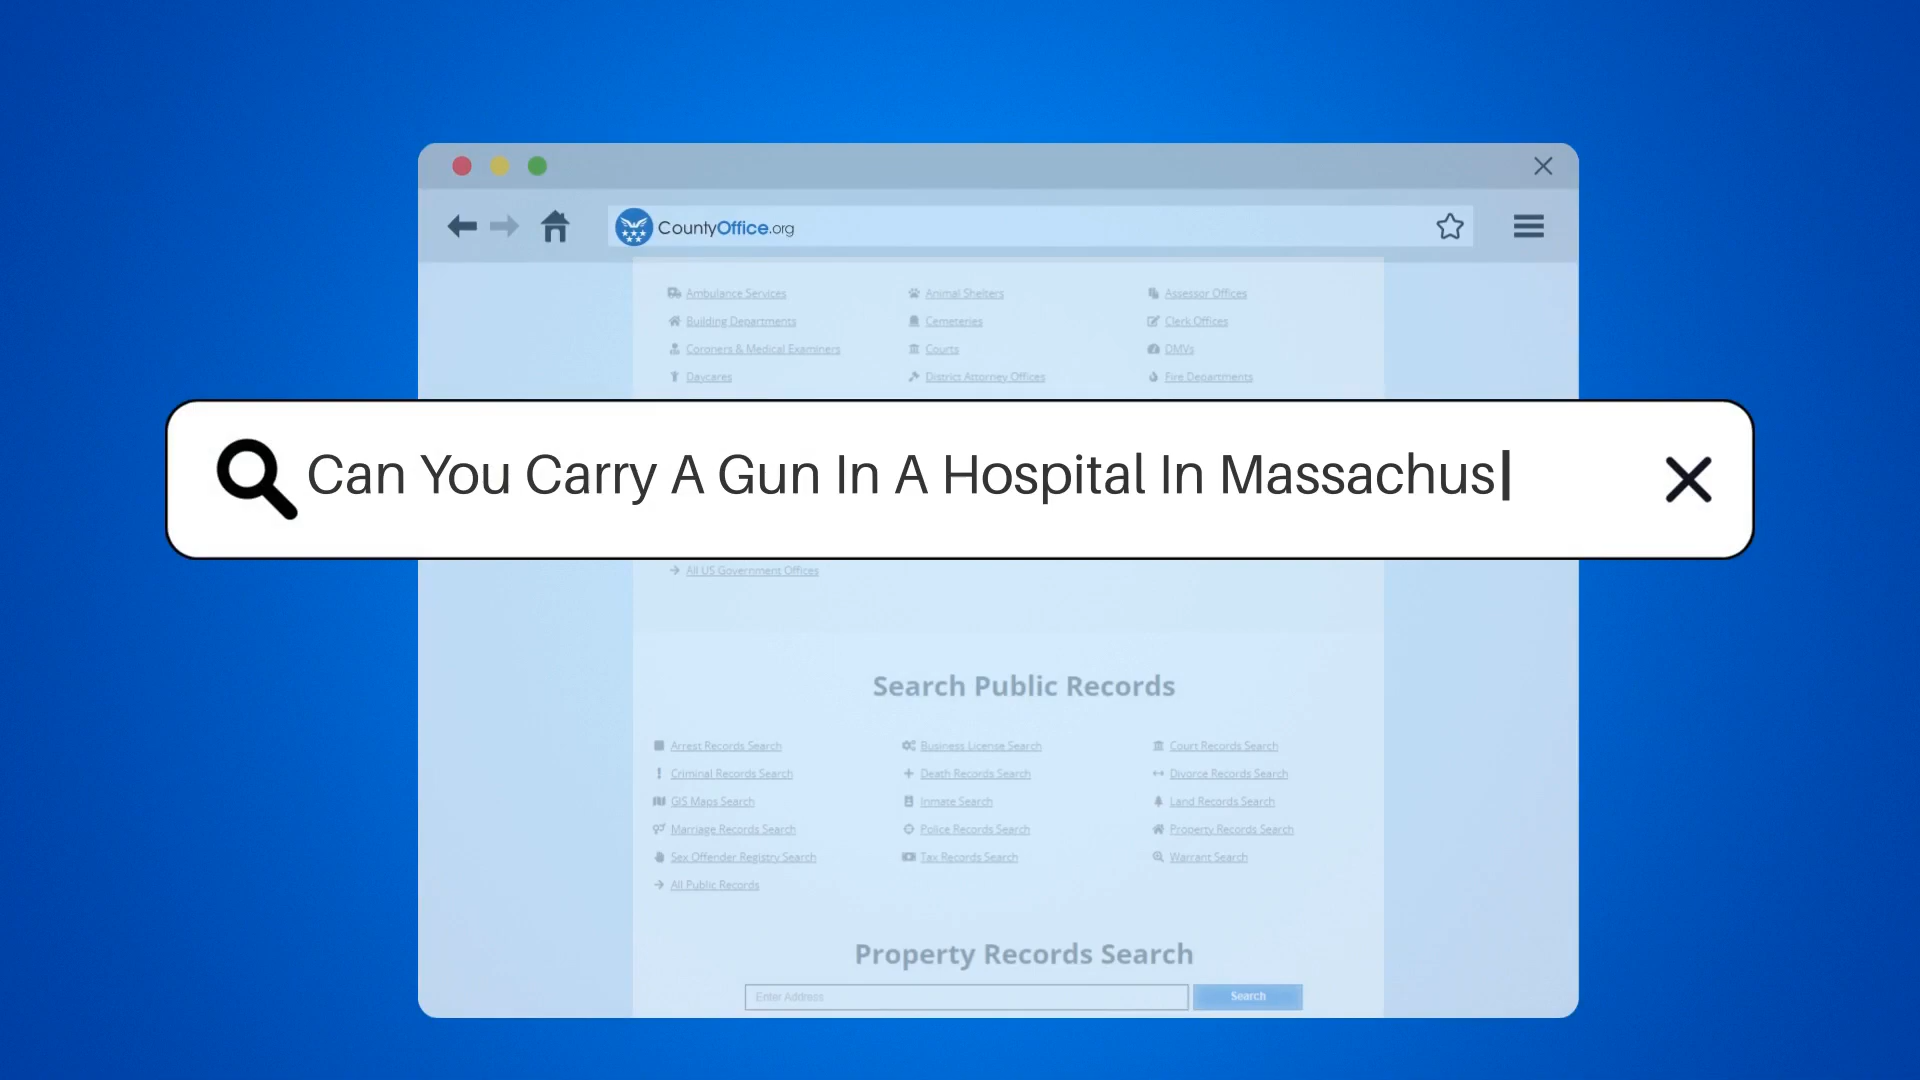 CountyOffice.org
Ambulance Services Animal Shelters Assessor Offices
Building Departments Cemeteries Clerk Offices
Coroners & Medical Examiners Courts DMVs
Daycares District Attorney Offices Fire Departments
Can You Carry A Gun In A Hospital In Massachus
All US Government Offices
Search Public Records
Arrest Records Search Business License Search Court Records Search
Criminal Records Search Death Records Search Divorce Records Search
GIS Maps Search Inmate Search Land Records Search
Marriage Records Search Police Records Search Property Records Search
Sex Offender Registry Search Tax Records Search Warrant Search
All Public Records
Property Records Search
Enter Address Search